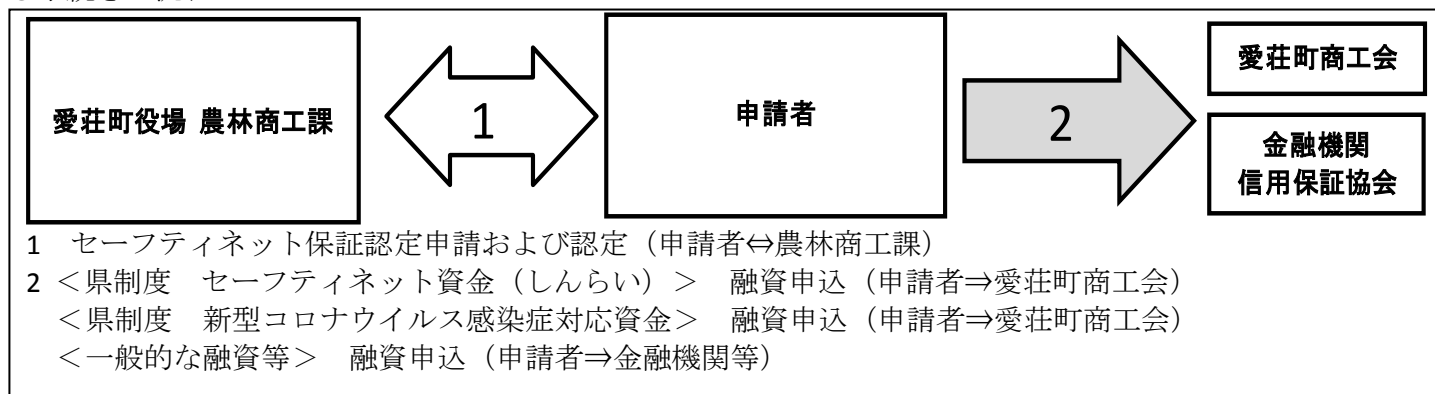 愛荘町役場 農林商工課
1
申請者
2
愛荘町商工会
金融機関
信用保証協会
1 セーフティネット保証認定申請および認定（申請者⇔農林商工課）
2 ＜県制度 セーフティネット資金（しんらい）＞ 融資申込（申請者⇒愛荘町商工会）
＜県制度 新型コロナウイルス感染症対応資金＞ 融資申込（申請者⇒愛荘町商工会）
＜一般的な融資等＞ 融資申込（申請者⇒金融機関等）